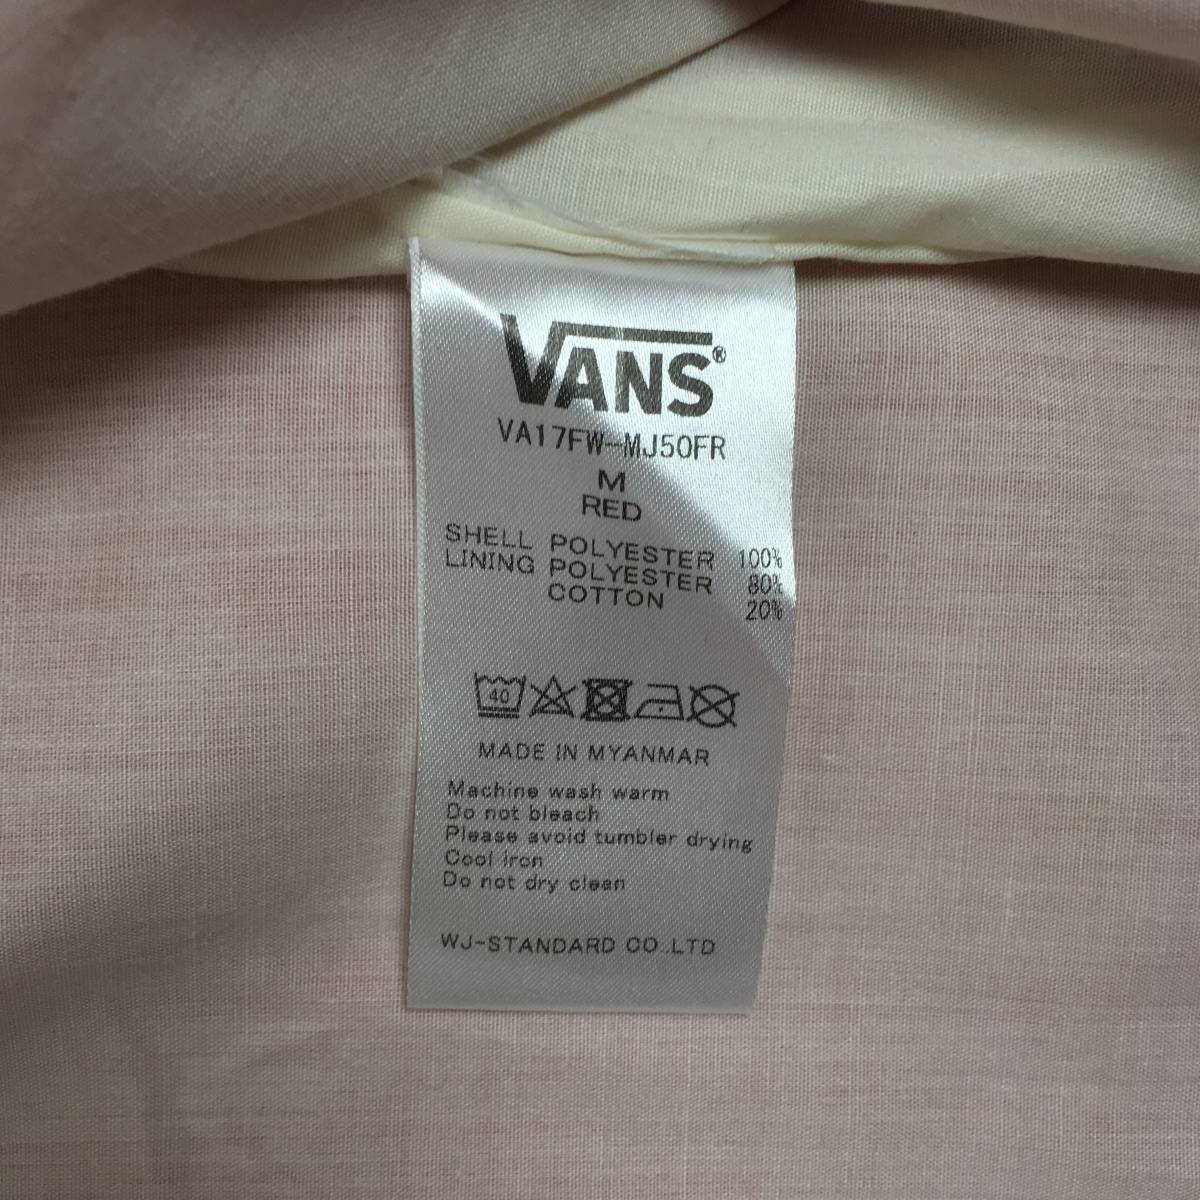 VANS®
VA17FW-MJ50FR
M
RED
SHELL POLYESTER 100%
LINING POLYESTER 80%
COTTON 20%
40
MADE IN MYANMAR
Machine wash warm
Do not bleach
Please avoid tumbler drying
Cool iron
Do not dry clean
WJ-STANDARD CO.,LTD